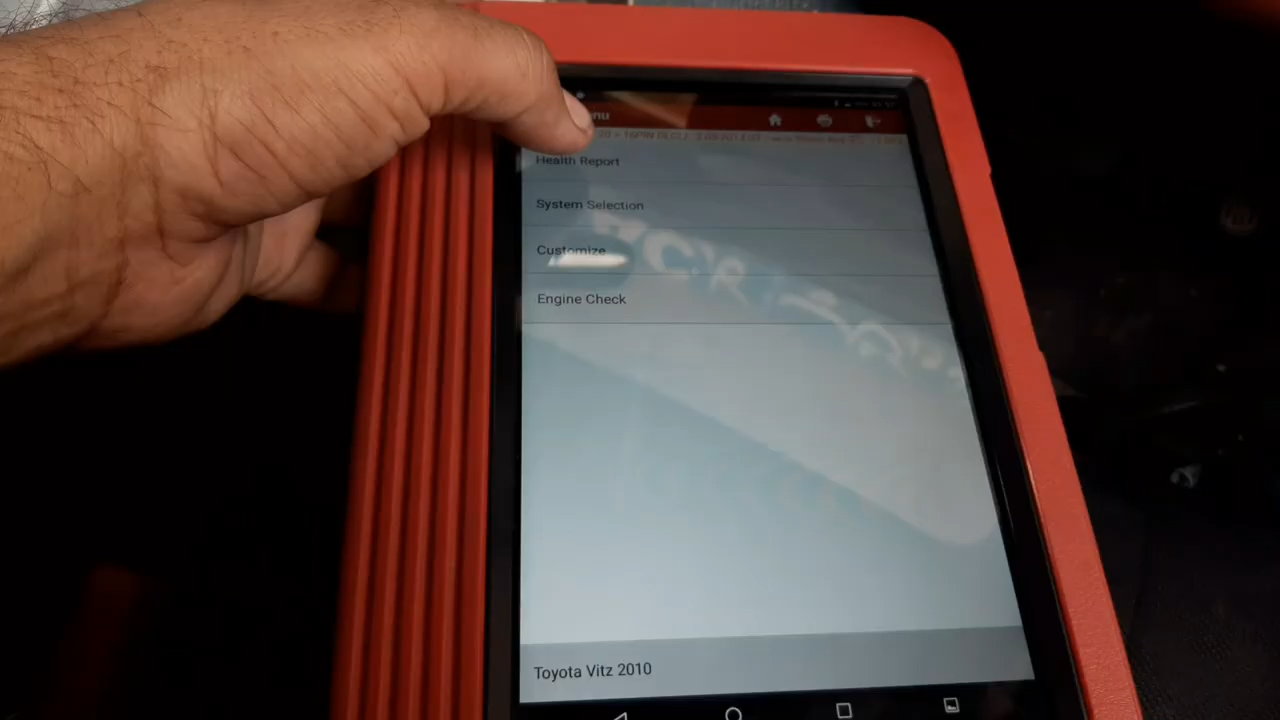 Health Report
System Selection
Customize
Engine Check
Toyota Vitz 2010